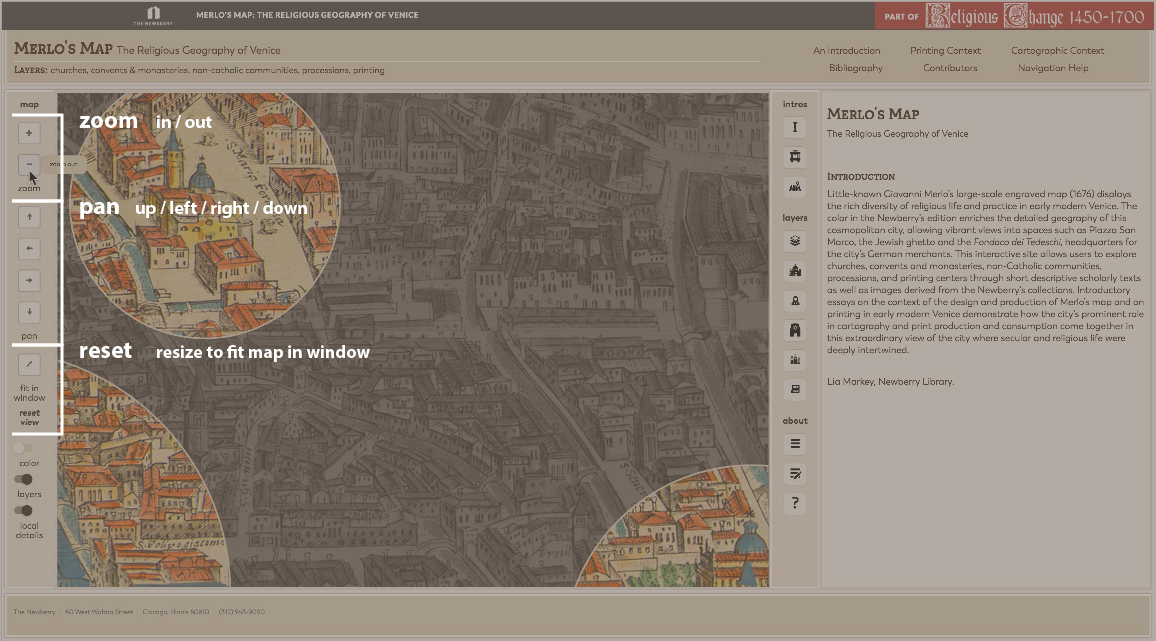 THE NEWBERRY
MERLO'S MAP: THE RELIGIOUS GEOGRAPHY OF VENICE
PART OF Religious Change 1450-1700
MERLO'S MAP The Religious Geography of Venice
LAYERS: churches, convents & monasteries, non-catholic communities, processions, printing
An Introduction
Printing Context
Cartographic Context
Bibliography
Contributors
Navigation Help
map
zoom out
zoom
pan
fit in
window
reset
view
color
layers
local
details
zoom in / out
pan up / left / right / down
reset resize to fit map in window
intros
I
layers
about
?
MERLO'S MAP
The Religious Geography of Venice
INTRODUCTION
Little-known Giovanni Merlo's large-scale engraved map (1676) displays
the rich diversity of religious life and practice in early modern Venice. The
color in the Newberry's edition enriches the detailed geography of this
cosmopolitan city, allowing vibrant views into spaces such as Piazza San
Marco, the Jewish ghetto and the Fondaco dei Tedeschi, headquarters for
the city's German merchants. This interactive site allows users to explore
churches, convents and monasteries, non-Catholic communities,
processions, and printing centers through short descriptive scholarly texts
as well as images derived from the Newberry's collections. Introductory
essays on the context of the design and production of Merlo's map and on
printing in early modern Venice demonstrate how the city's prominent role
in cartography and print production and consumption come together in
this extraordinary view of the city where secular and religious life were
deeply intertwined.
Lia Markey, Newberry Library.
The Newberry | 60 West Walton Street | Chicago, Illinois 60610 | (312) 943-9090